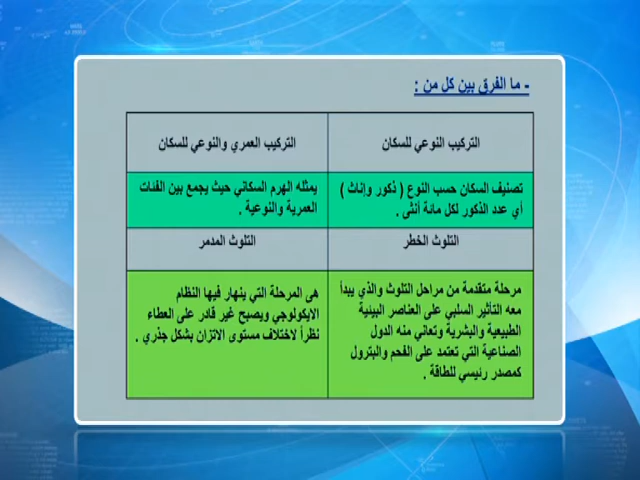 - ما الفرق بين كل من :
التركيب النوعي للسكان
التركيب العمري والنوعي للسكان
تصنيف السكان حسب النوع ( ذكور وإناث )
أي عدد الذكور لكل مائة أنثى .
يمثله الهرم السكاني حيث يجمع بين الفئات
العمرية والنوعية .
التلوث الخطر
التلوث المدمر
مرحلة متقدمة من مراحل التلوث والذي يبدأ
معه التأثير السلبي على العناصر البيئية
الطبيعية والبشرية وتعاني منه الدول
الصناعية التي تعتمد على الفحم والبترول
كمصدر رئيسي للطاقة .
هى المرحلة التي ينهار فيها النظام
الايكولوجي ويصبح غير قادر على العطاء
نظراً لاختلاف مستوى الاتزان بشكل جذري .